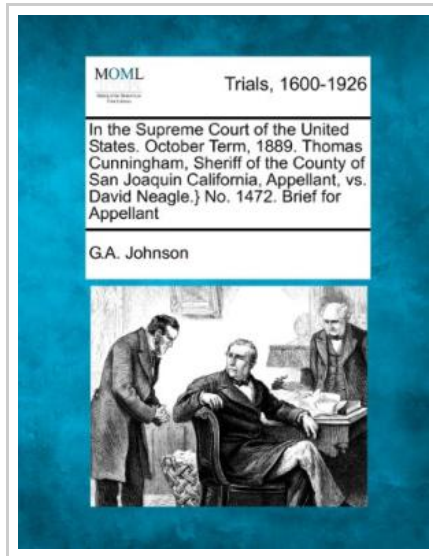 MOML
Trials, 1600-1926
In the Supreme Court of the United
States. October Term, 1889. Thomas
Cunningham, Sheriff of the County of
San Joaquin California, Appellant, vs.
David Neagle.} No. 1472. Brief for
Appellant
G.A. Johnson